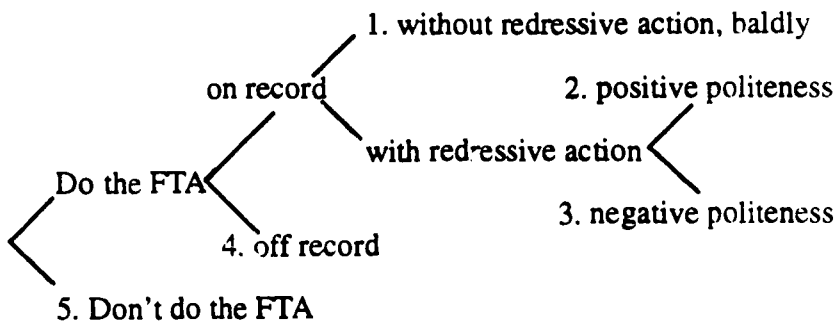 1. without redressive action, baldly
on record
2. positive politeness
with redressive action
Do the FTA
3. negative politeness
4. off record
5. Don't do the FTA